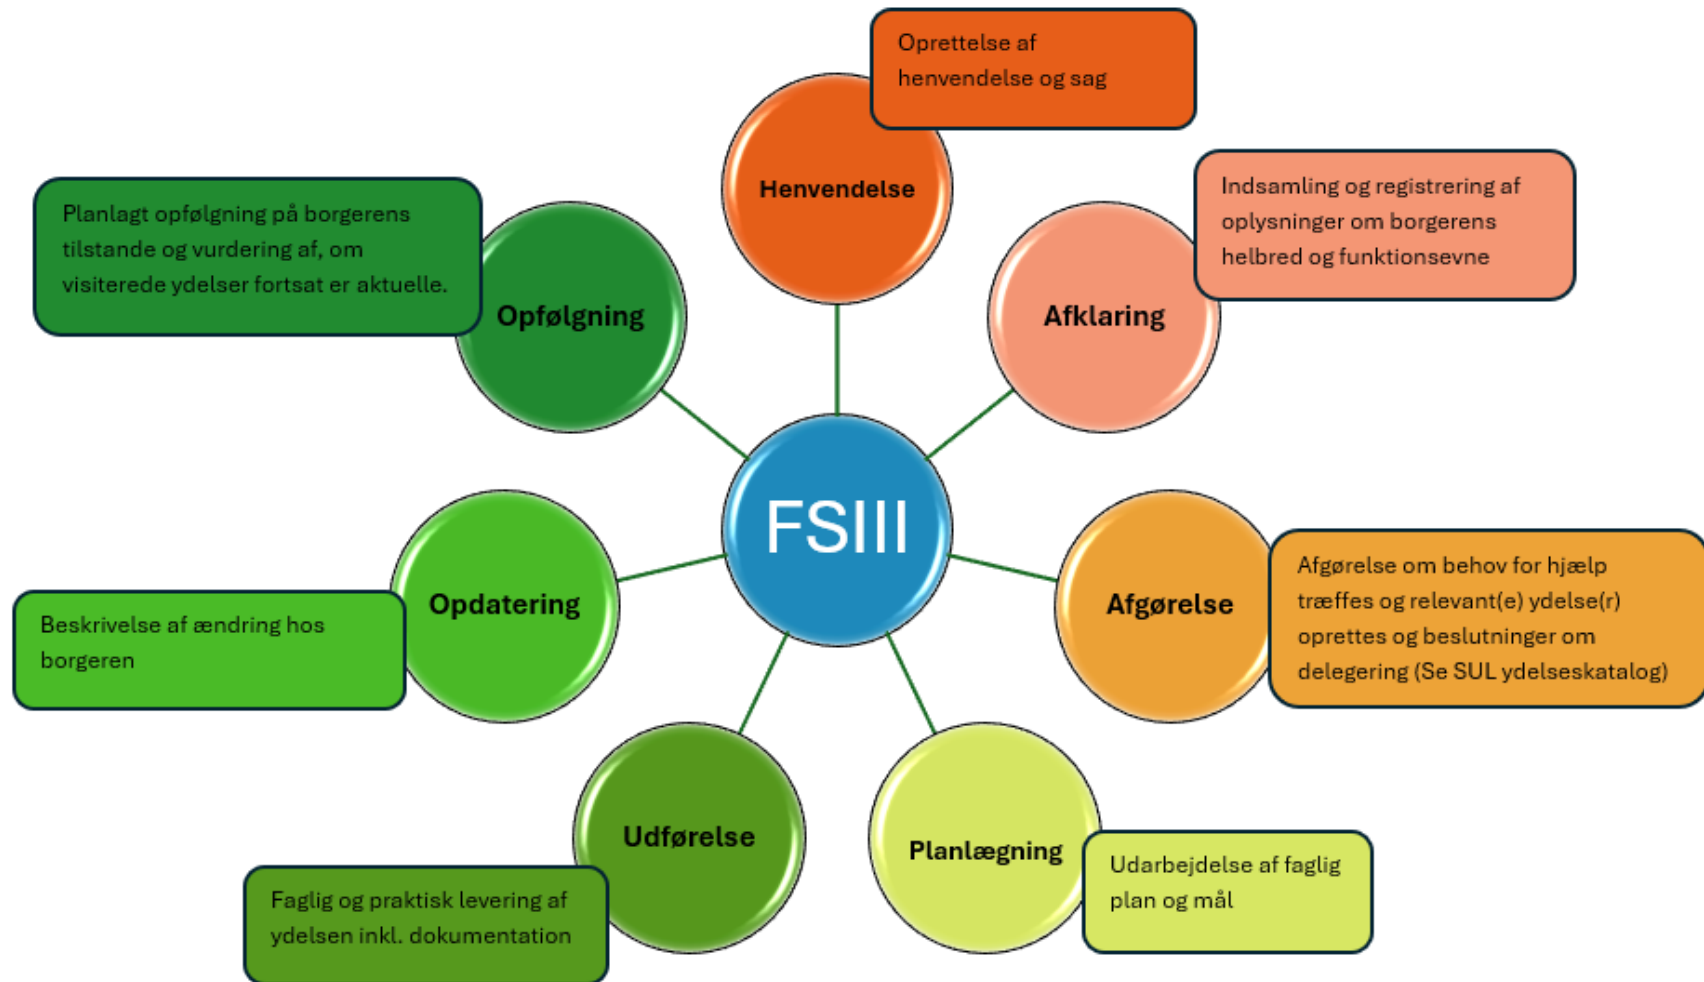 Henvendelse
Oprettelse af
henvendelse og sag
Afklaring
Indsamling og registrering af
oplysninger om borgerens
helbred og funktionsevne
Afgørelse
Afgørelse om behov for hjælp
træffes og relevant(e) ydelse(r)
oprettes og beslutninger om
delegering (Se SUL ydelseskatalog)
Planlægning
Udarbejdelse af faglig
plan og mål
Udførelse
Faglig og praktisk levering af
ydelsen inkl. dokumentation
Opdatering
Beskrivelse af ændring hos
borgeren
Opfølgning
Planlagt opfølgning på borgerens
tilstande og vurdering af, om
visiterede ydelser fortsat er aktuelle.
FSIII